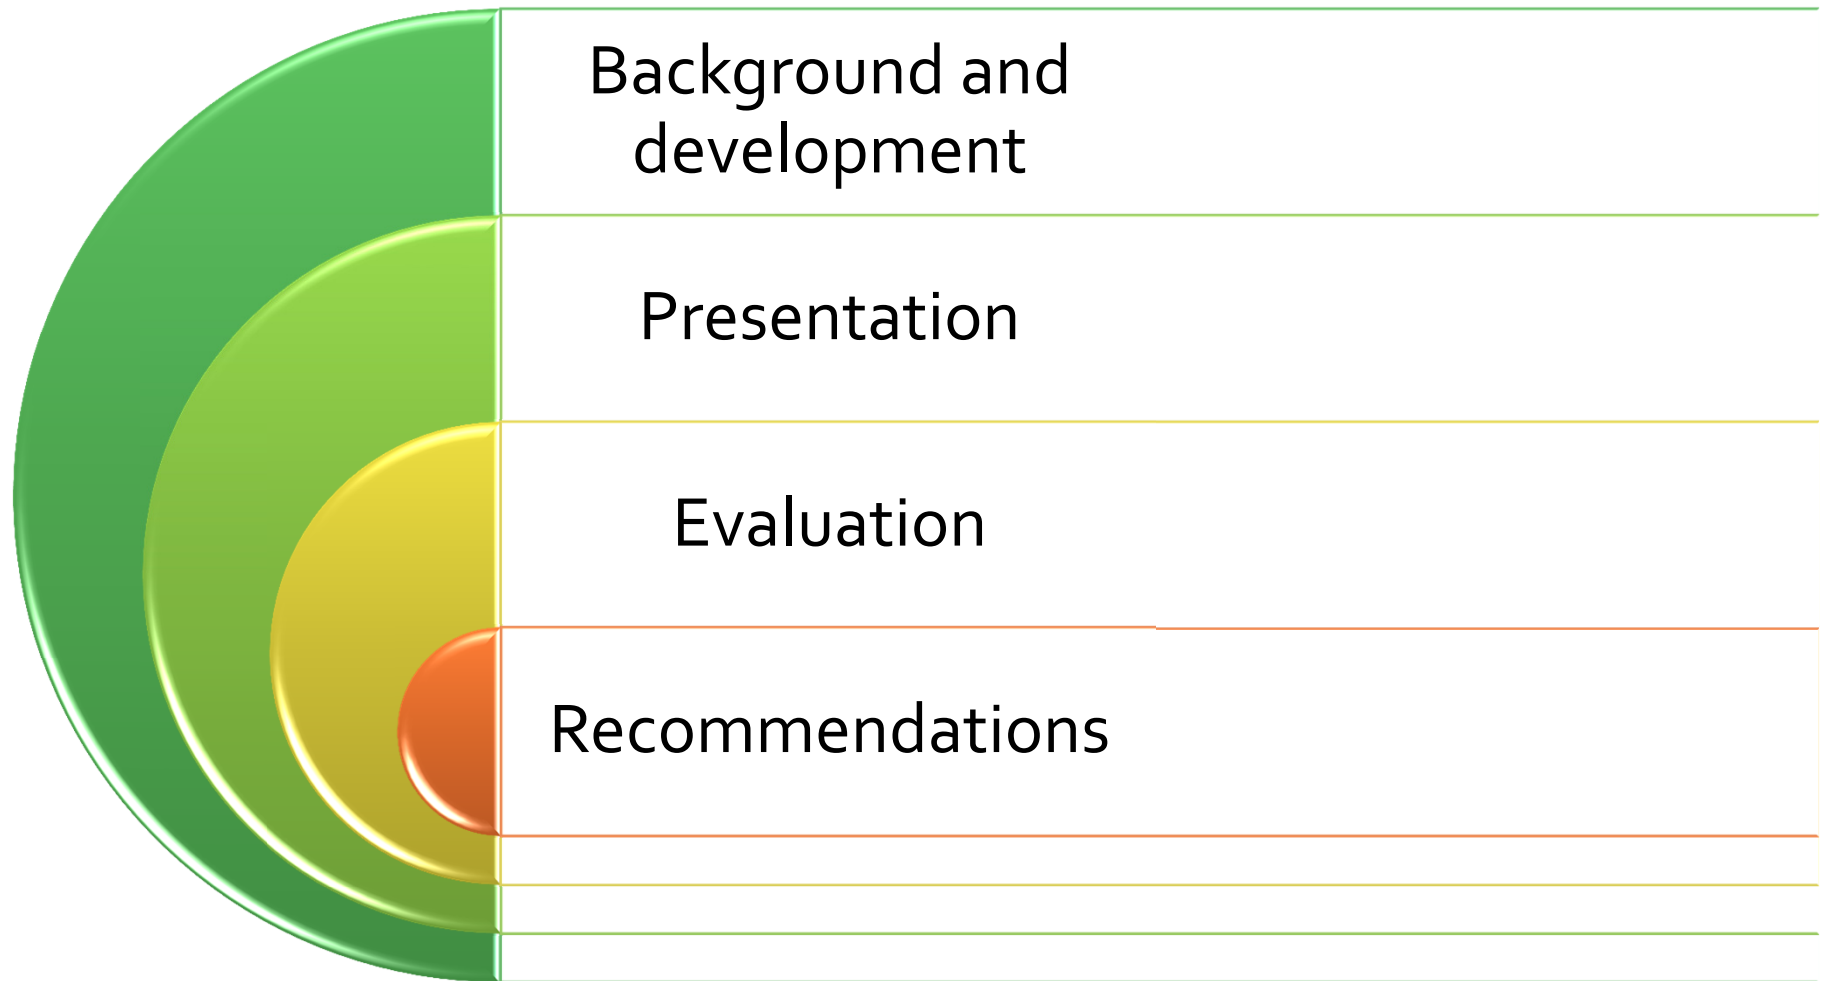 Background and
development
Presentation
Evaluation
Recommendations